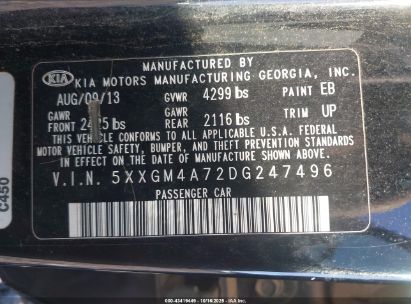 MANUFACTURED BY
KIA KIA MOTORS MANUFACTURING GEORGIA, INC.
AUG/09/13 GVWR 4299 lbs PAINT EB
GAWR GAWR TRIM UP
FRONT lbs REAR 2116 lbs
THIS VEHICLE CONFORMS TO ALL APPLICABLE U.S.A. FEDERAL
MOTOR VEHICLE SAFETY, BUMPER, AND THEFT PREVENTION STANDARDS
IN EFFECT ON THE DATE OF MANUFACTURE SHOWN ABOVE.
V.I.N. 5XXGM4A72DG247496
PASSENGER CAR
C450